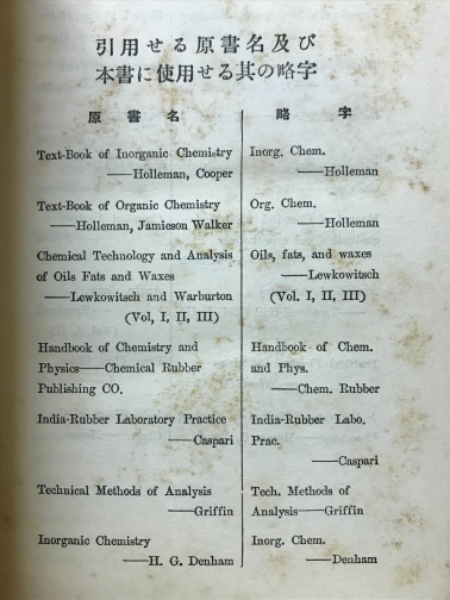 引用せる原書名及び
本書に使用せる其の略字
原書名
Text-Book of Inorganic Chemistry
——Holleman, Cooper
Text-Book of Organic Chemistry
——Holleman, Jamieson Walker
Chemical Technology and Analysis
of Oils Fats and Waxes
——Lewkowitsch and Warburton
(Vol, I, II, III)
Handbook of Chemistry and
Physics——Chemical Rubber
Publishing CO.
India-Rubber Laboratory Practice
——Caspari
Technical Methods of Analysis
——Griffin
Inorganic Chemistry
——H. G. Denham
略字
Inorg. Chem.
——Holleman
Org. Chem.
——Holleman
Oils, fats, and waxes
——Lewkowitsch
(Vol. I, II, III)
Handbook of Chem.
and Phys.
——Chem. Rubber
India-Rubber Labo.
Prac.
——Caspari
Tech. Methods of
Analysis——Griffin
Inorg. Chem.
——Denham